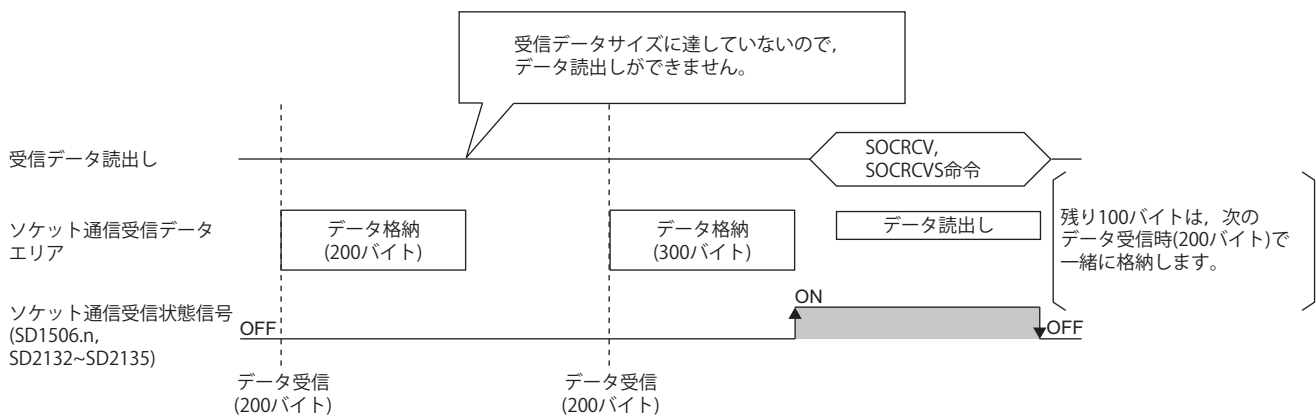 受信データサイズに達していないので,
データ読出しができません。
受信データ読出し
SOCRCV,
SOCRCVS命令
ソケット通信受信データ
エリア
データ格納
(200バイト)
データ格納
(300バイト)
データ読出し
残り100バイトは，次の
データ受信時(200バイト)で
一緒に格納します。
ソケット通信受信状態信号
(SD1506.n,
SD2132~SD2135)
OFF
ON
OFF
データ受信
(200バイト)
データ受信
(200バイト)